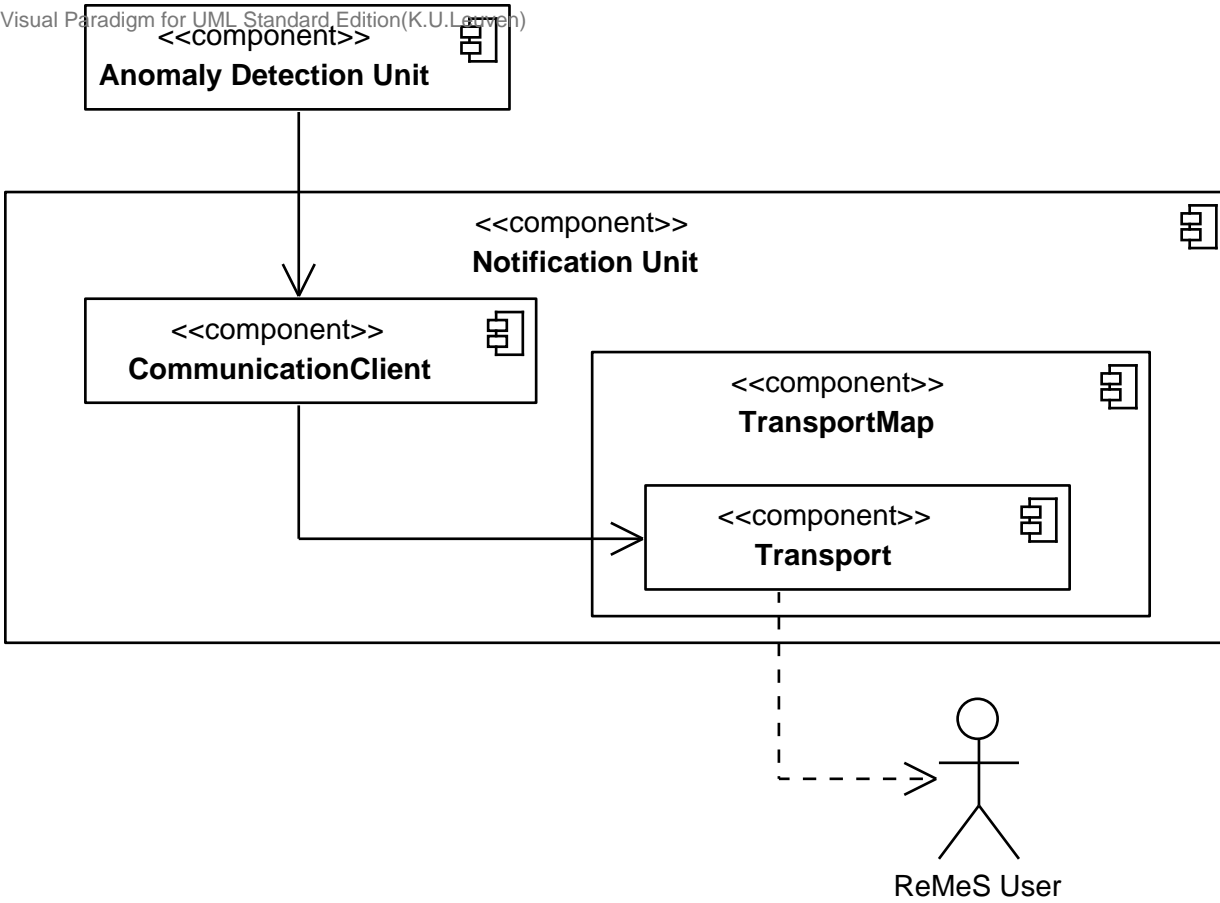 Visual Paradigm for UML Standard Edition(K.U.Leuven)
<<component>>
Anomaly Detection Unit
<<component>>
Notification Unit
<<component>>
CommunicationClient
<<component>>
TransportMap
<<component>>
Transport
ReMeS User